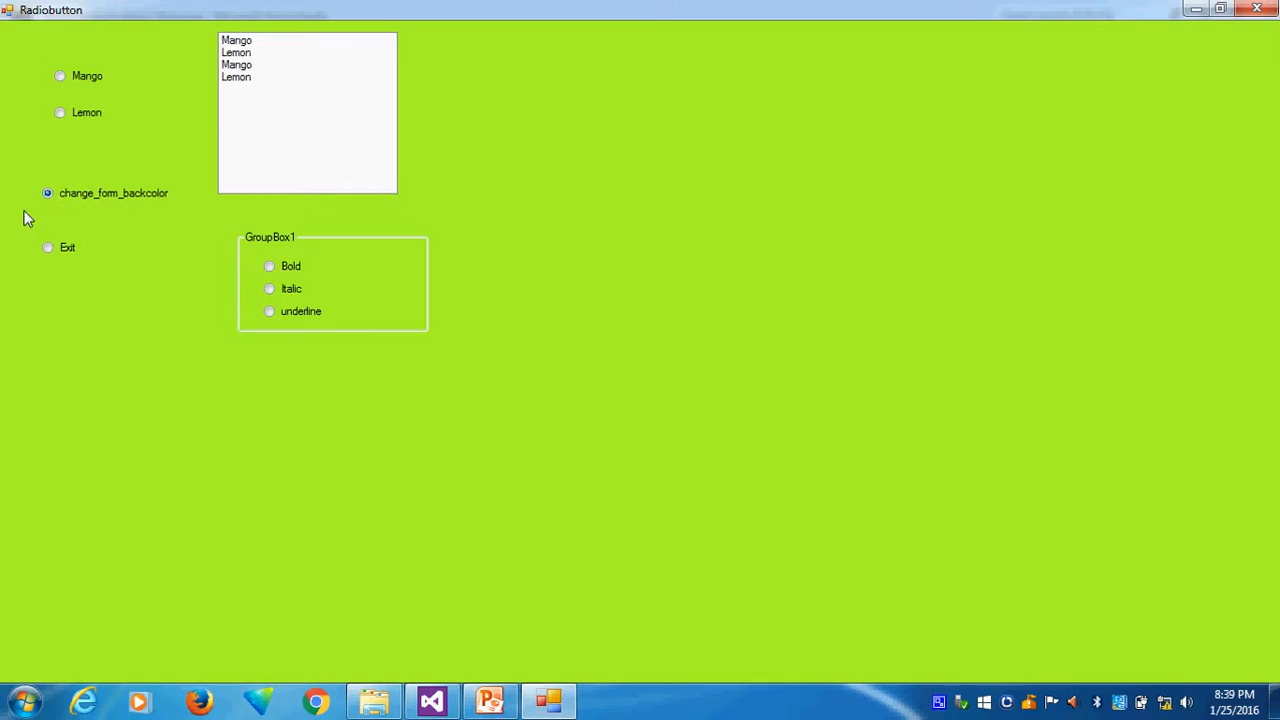 Radiobutton
Mango
Lemon
Mango
Lemon
Mango
Lemon
change_form_backcolor
Exit
GroupBox1
Bold
Italic
underline
8:39 PM
1/25/2016